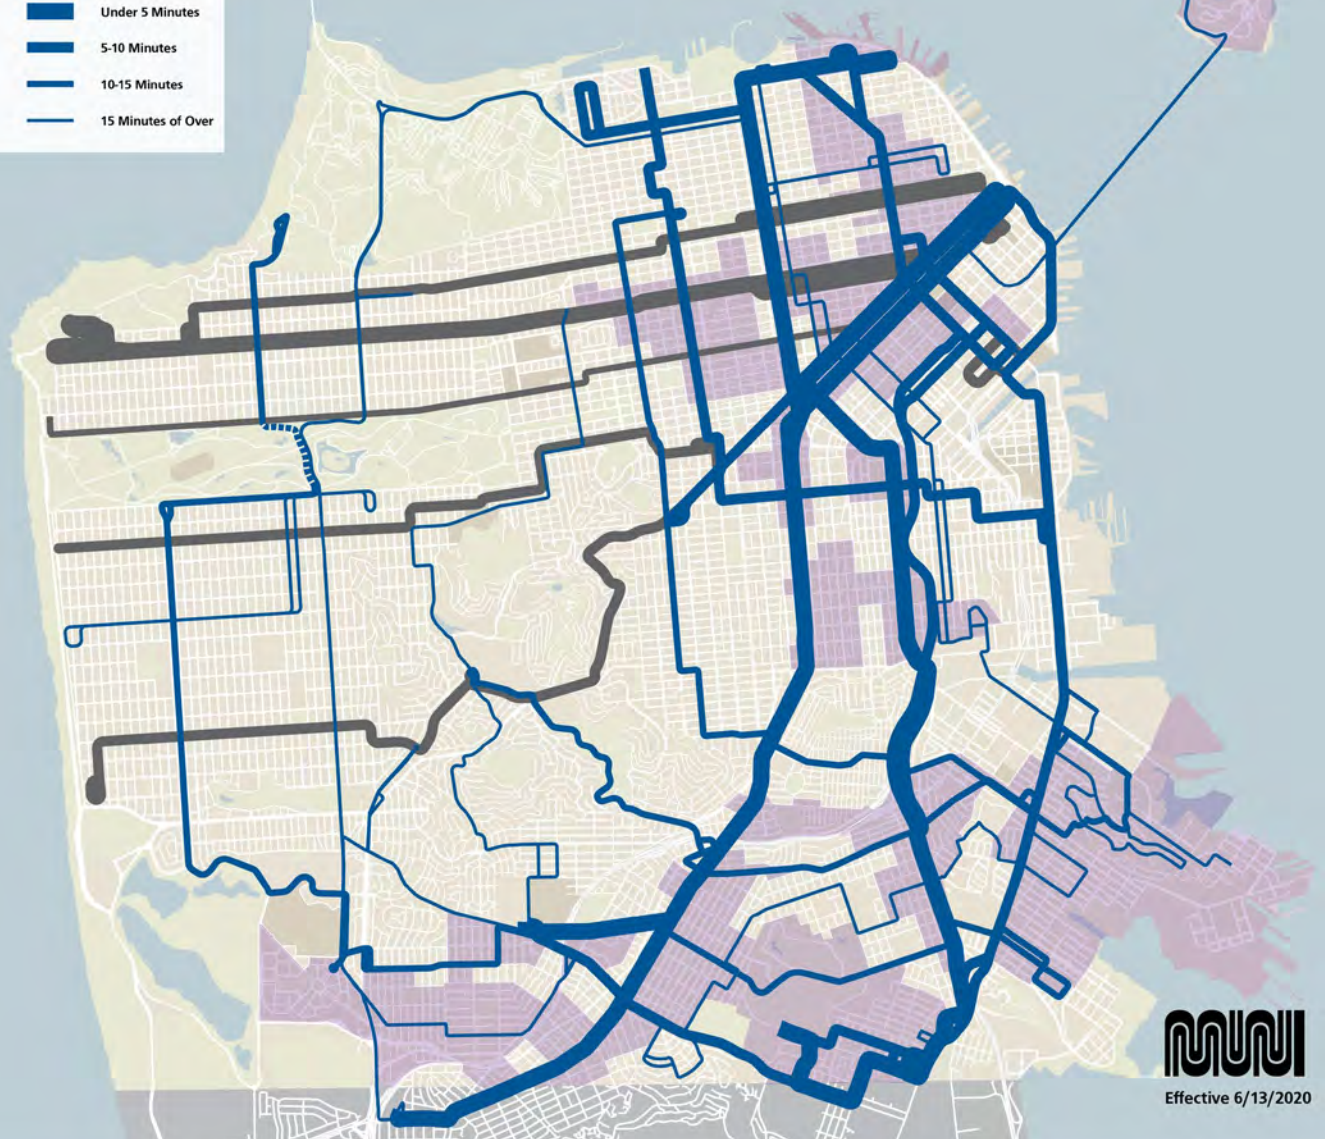 Under 5 Minutes
5-10 Minutes
10-15 Minutes
15 Minutes of Over
MUNI
Effective 6/13/2020